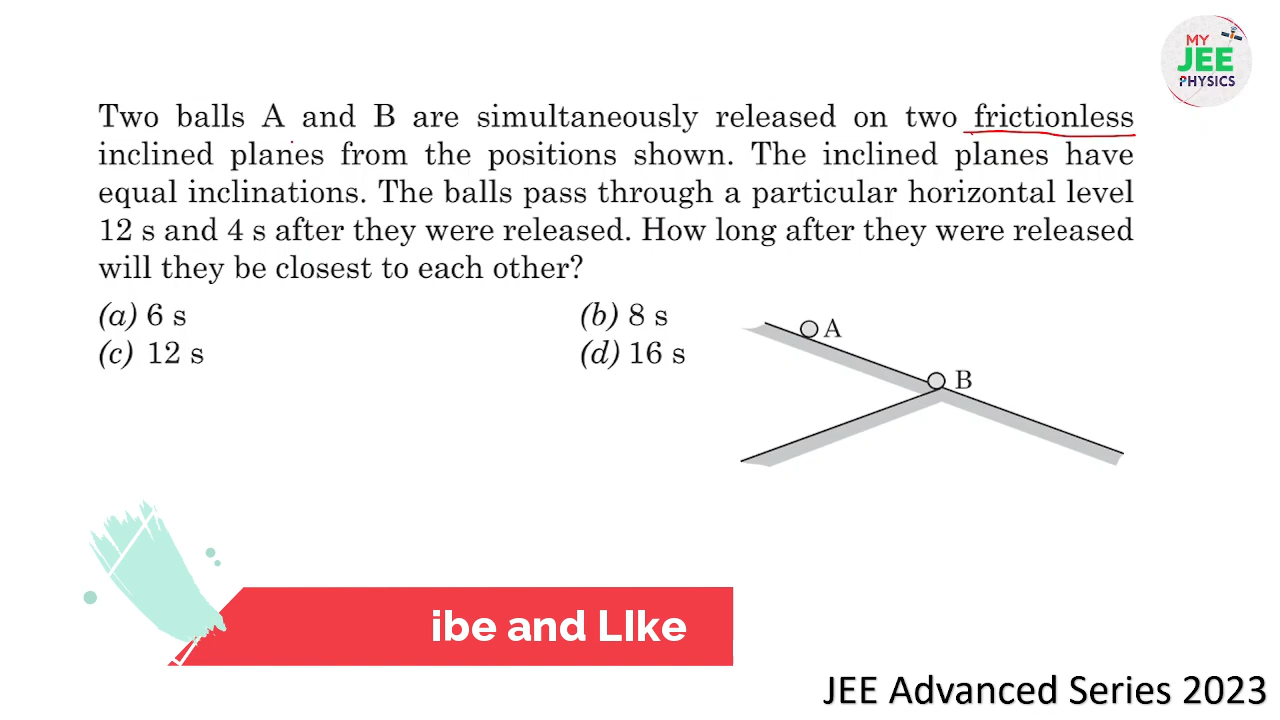 MY
JEE
PHYSICS
Two balls A and B are simultaneously released on two frictionless
inclined planes from the positions shown. The inclined planes have
equal inclinations. The balls pass through a particular horizontal level
12 s and 4 s after they were released. How long after they were released
will they be closest to each other?
(a) 6 s
(b) 8 s
(c) 12 s
(d) 16 s
A
B
ibe and LIke
JEE Advanced Series 2023